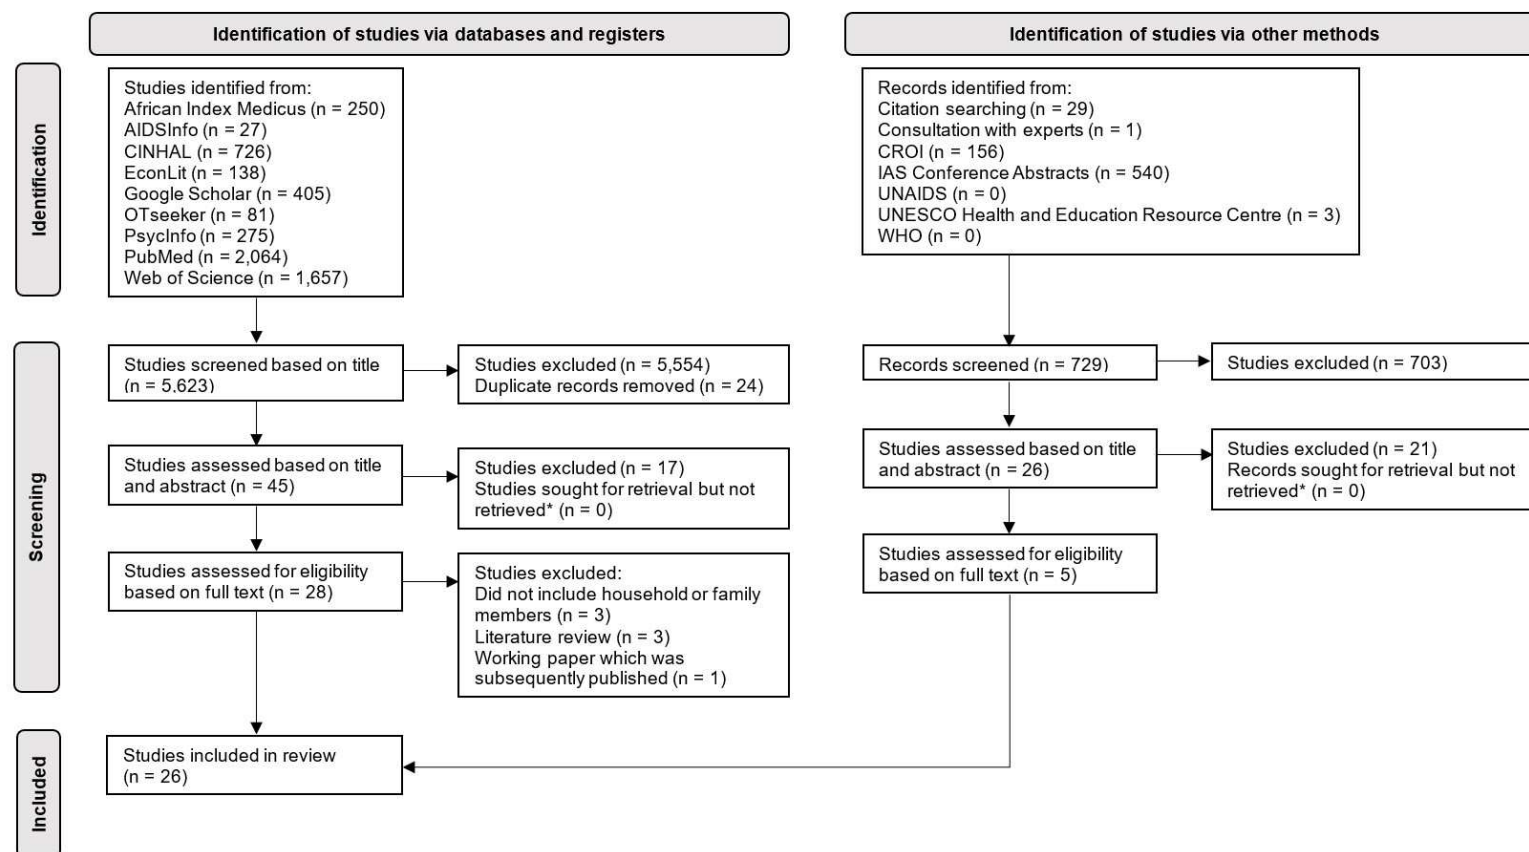 Identification of studies via databases and registers
Identification of studies via other methods
Identification
Studies identified from:
African Index Medicus (n = 250)
AIDSInfo (n = 27)
CINHAL (n = 726)
EconLit (n = 138)
Google Scholar (n = 405)
OTseeker (n = 81)
PsycInfo (n = 275)
PubMed (n = 2,064)
Web of Science (n = 1,657)
Records identified from:
Citation searching (n = 29)
Consultation with experts (n = 1)
CROI (n = 156)
IAS Conference Abstracts (n = 540)
UNAIDS (n = 0)
UNESCO Health and Education Resource Centre (n = 3)
WHO (n = 0)
Screening
Studies screened based on title
(n = 5,623)
Studies excluded (n = 5,554)
Duplicate records removed (n = 24)
Records screened (n = 729)
Studies excluded (n = 703)
Studies assessed based on title
and abstract (n = 45)
Studies excluded (n = 17)
Studies sought for retrieval but not
retrieved* (n = 0)
Studies assessed based on title
and abstract (n = 26)
Studies excluded (n = 21)
Records sought for retrieval but not
retrieved* (n = 0)
Studies assessed for eligibility
based on full text (n = 28)
Studies excluded:
Did not include household or family
members (n = 3)
Literature review (n = 3)
Working paper which was
subsequently published (n = 1)
Studies assessed for eligibility
based on full text (n = 5)
Included
Studies included in review
(n = 26)